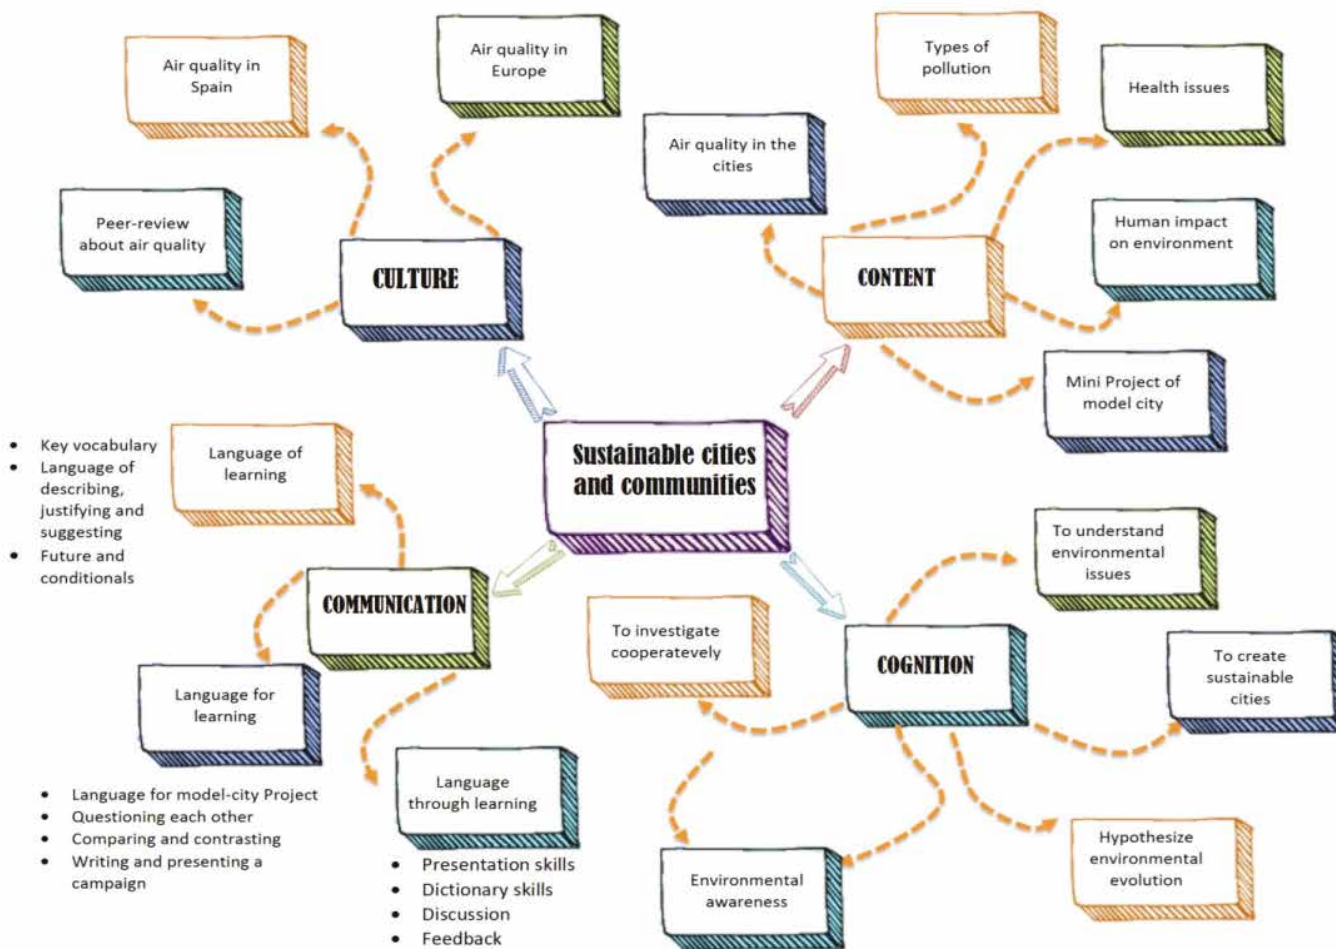 Air quality in
Spain
Air quality in
Europe
Peer-review
about air quality
CULTURE
Types of
pollution
Health issues
Air quality in the
cities
Human impact
on environment
CONTENT
Mini Project of
model city
Sustainable cities
and communities
• Key vocabulary
• Language of
describing,
justifying and
suggesting
• Future and
conditionals
Language of
learning
COMMUNICATION
Language for
learning
• Language for model-city Project
• Questioning each other
• Comparing and contrasting
• Writing and presenting a
campaign
Language
through learning
• Presentation skills
• Dictionary skills
• Discussion
• Feedback
To understand
environmental
issues
To investigate
cooperatevely
COGNITION
To create
sustainable
cities
Environmental
awareness
Hypothesize
environmental
evolution